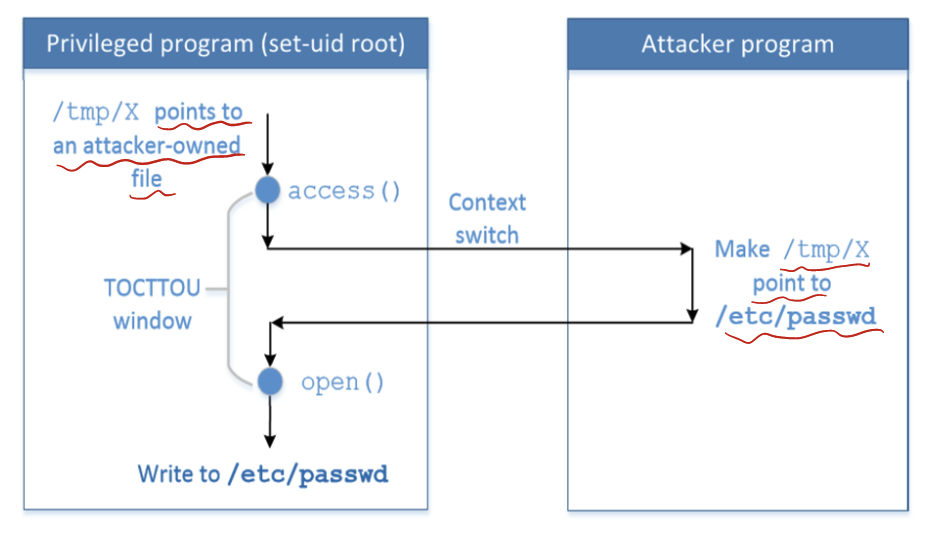 Privileged program (set-uid root)
Attacker program
/tmp/X points to
an attacker-owned
file
access()
Context
switch
Make /tmp/X
point to
/etc/passwd
TOCTTOU
window
open()
Write to /etc/passwd